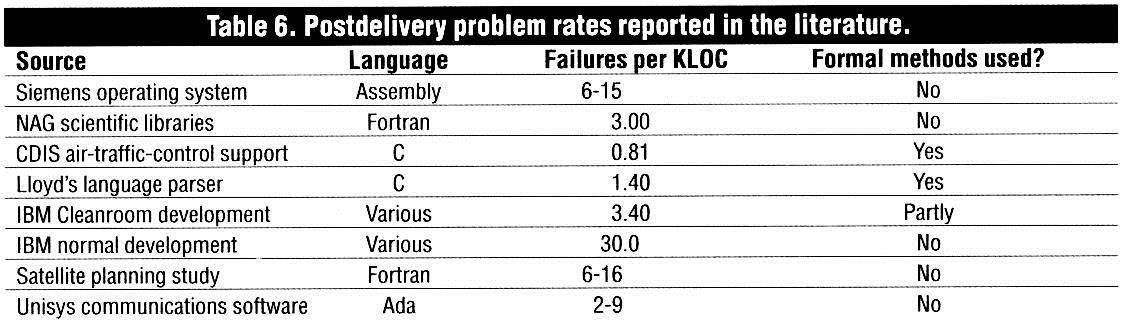 Table 6. Postdelivery problem rates reported in the literature.
Source Language Failures per KLOC Formal methods used?
Siemens operating system Assembly 6-15 No
NAG scientific libraries Fortran 3.00 No
CDIS air-traffic-control support C 0.81 Yes
Lloyd's language parser C 1.40 Yes
IBM Cleanroom development Various 3.40 Partly
IBM normal development Various 30.0 No
Satellite planning study Fortran 6-16 No
Unisys communications software Ada 2-9 No